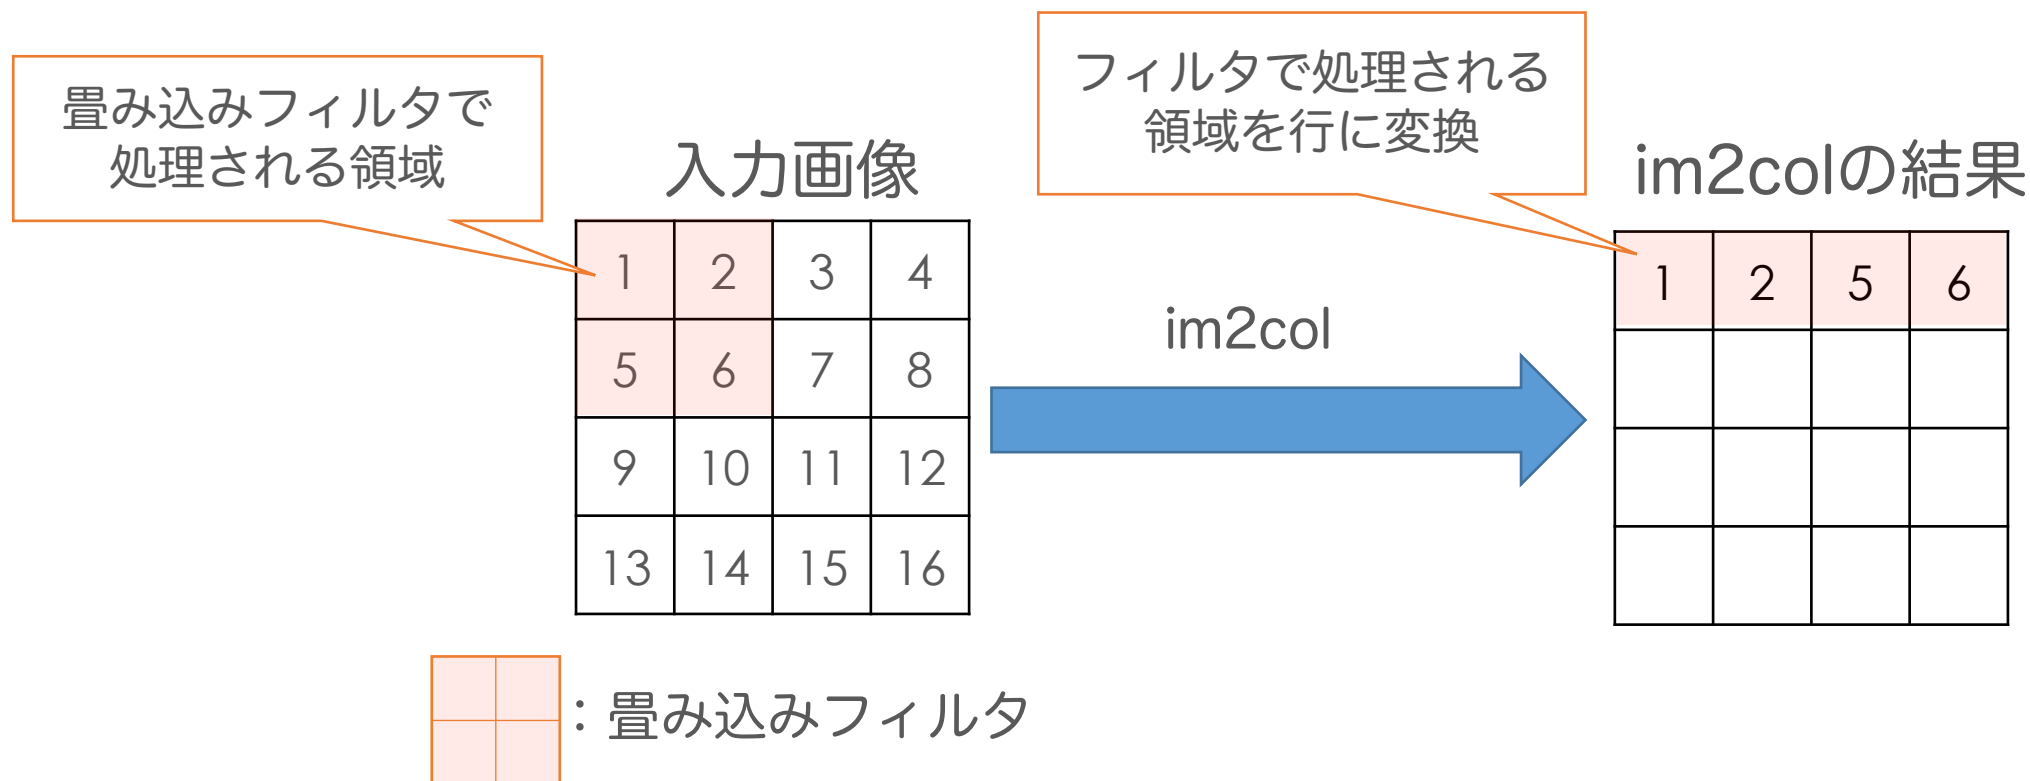 畳み込みフィルタで
処理される領域
フィルタで処理される
領域を行に変換
入力画像
im2colの結果
1 2 3 4
5 6 7 8
9 10 11 12
13 14 15 16
im2col
1 2 5 6
：畳み込みフィルタ